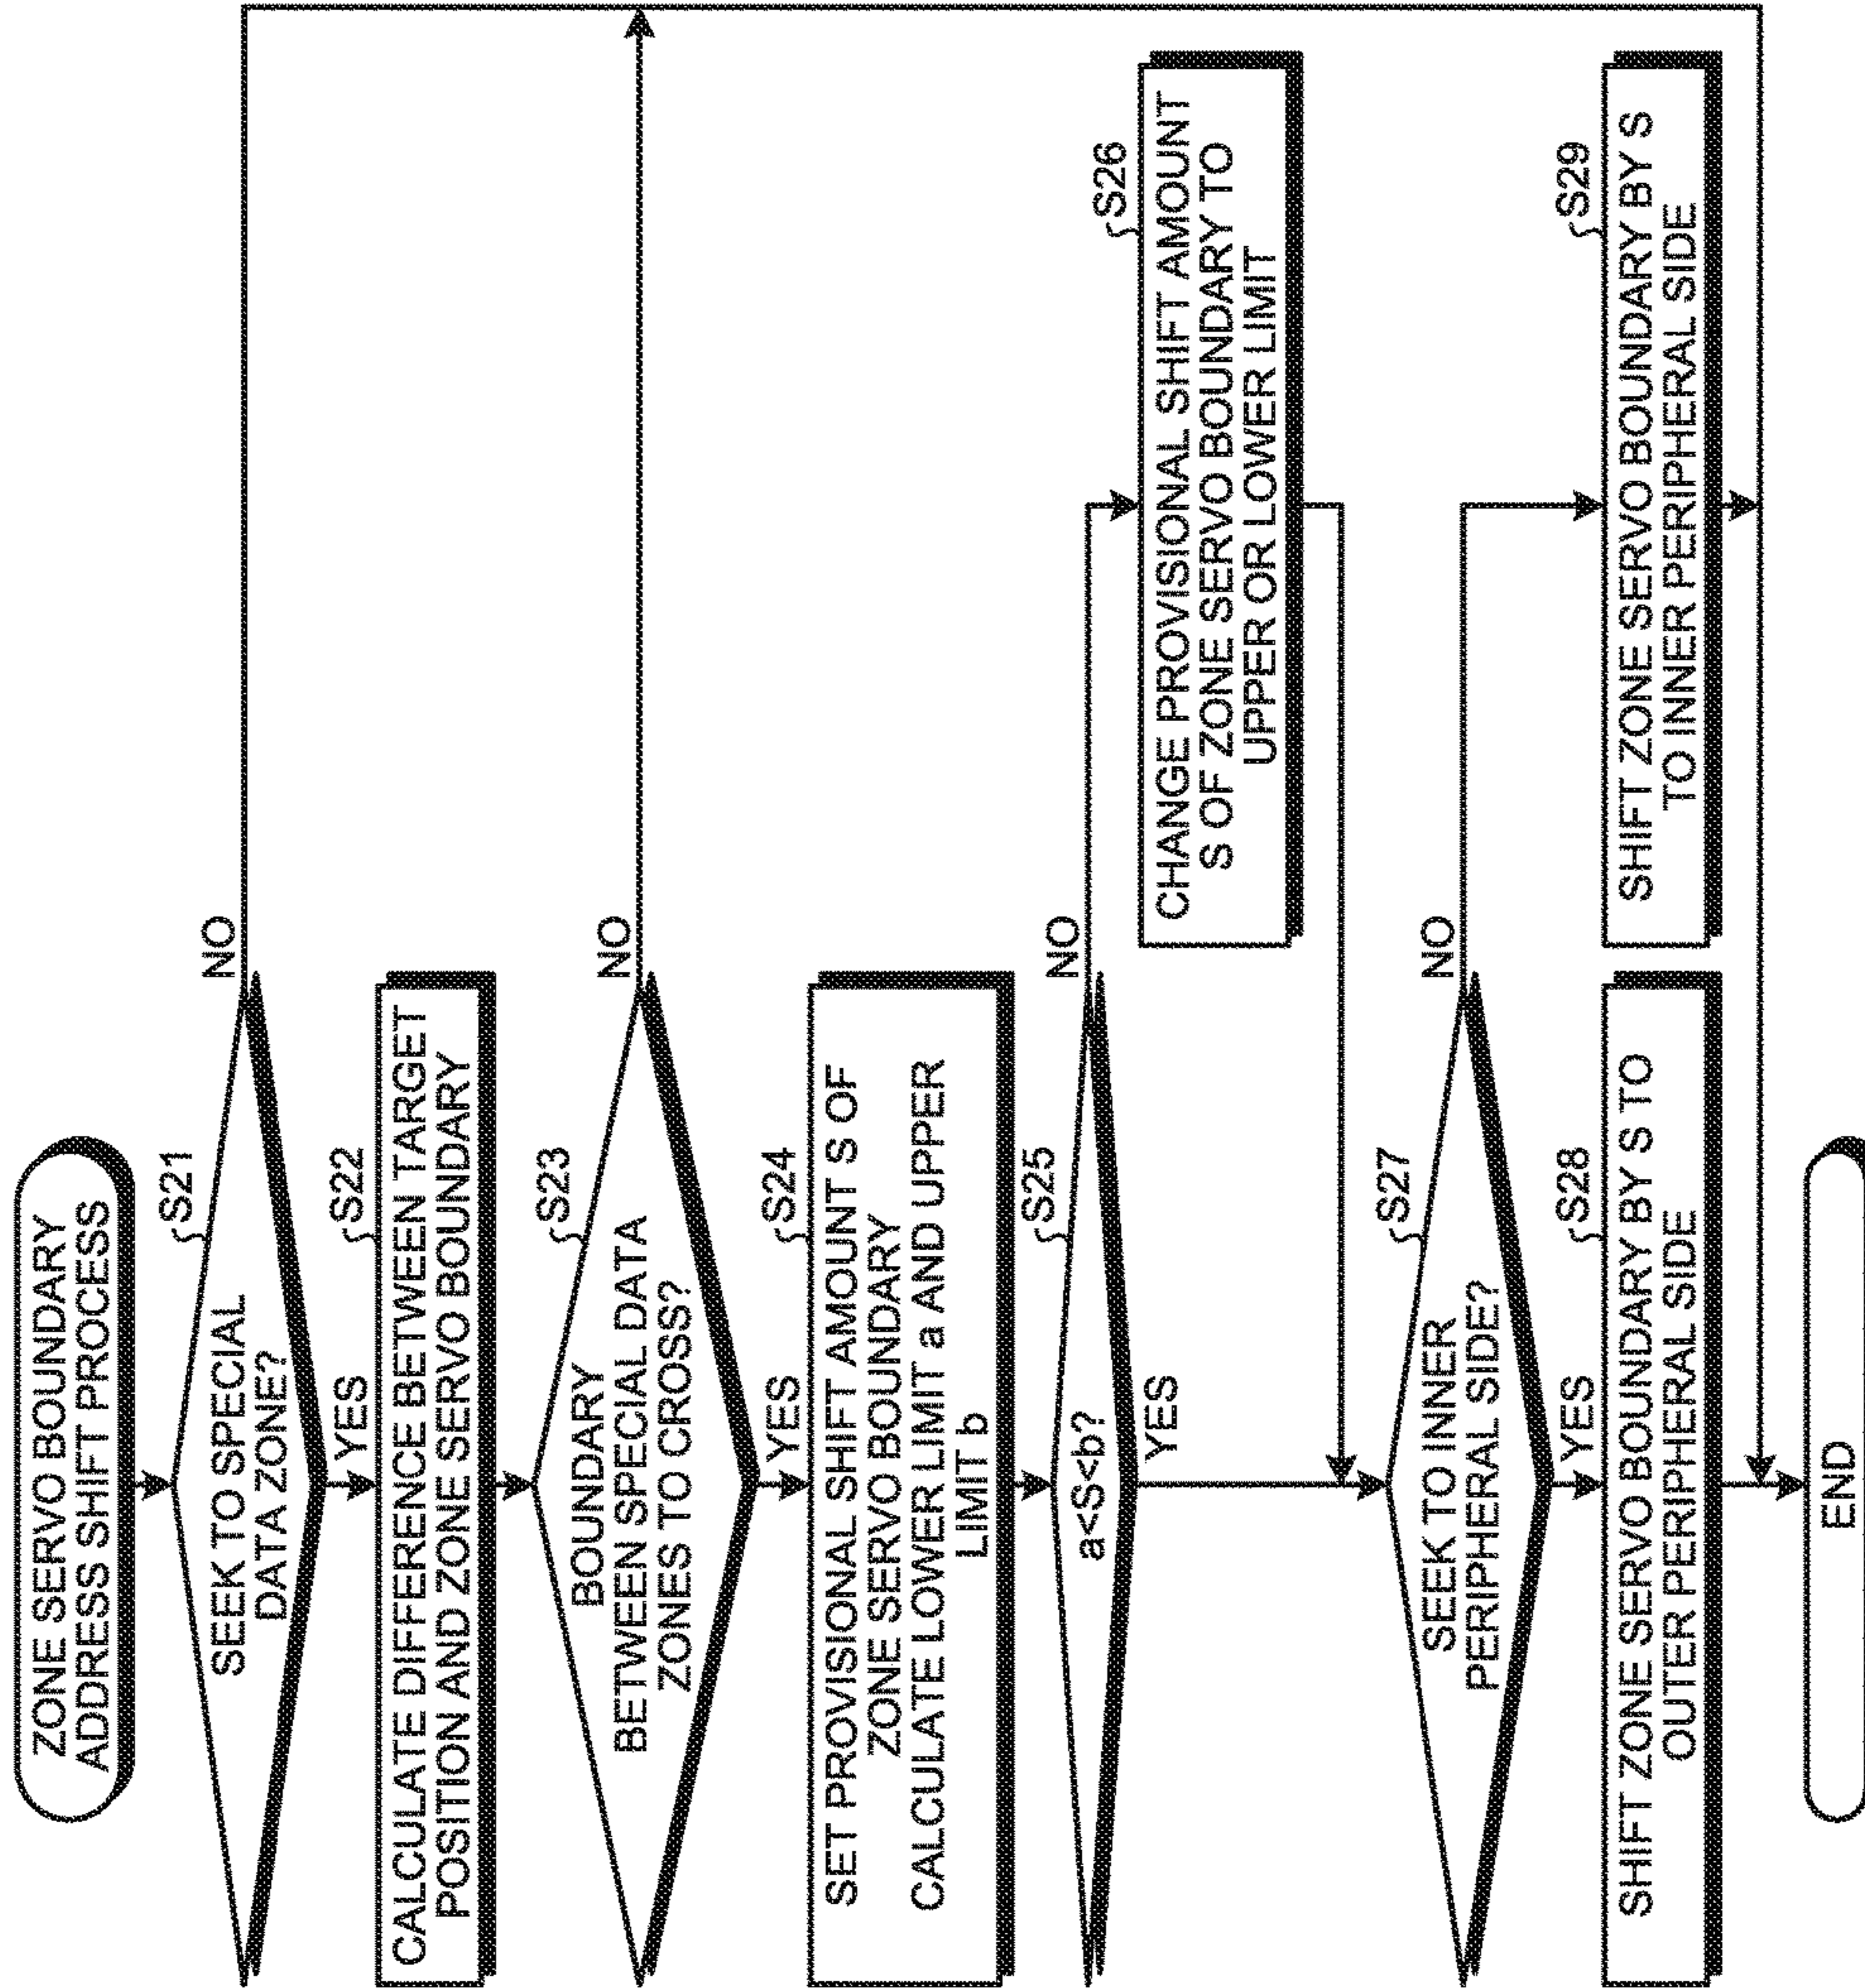 ZONE SERVO BOUNDARY
ADDRESS SHIFT PROCESS
S21
SEEK TO SPECIAL
DATA ZONE?
NO
YES
S22
CALCULATE DIFFERENCE BETWEEN TARGET
POSITION AND ZONE SERVO BOUNDARY
S23
BOUNDARY
BETWEEN SPECIAL DATA
ZONES TO CROSS?
NO
YES
S24
SET PROVISIONAL SHIFT AMOUNT S OF
ZONE SERVO BOUNDARY
CALCULATE LOWER LIMIT a AND UPPER
LIMIT b
S25
a<S<b?
NO
YES
S26
CHANGE PROVISIONAL SHIFT AMOUNT
S OF ZONE SERVO BOUNDARY TO
UPPER OR LOWER LIMIT
S27
SEEK TO INNER
PERIPHERAL SIDE?
NO
YES
S28
SHIFT ZONE SERVO BOUNDARY BY S TO
OUTER PERIPHERAL SIDE
S29
SHIFT ZONE SERVO BOUNDARY BY S
TO INNER PERIPHERAL SIDE
END